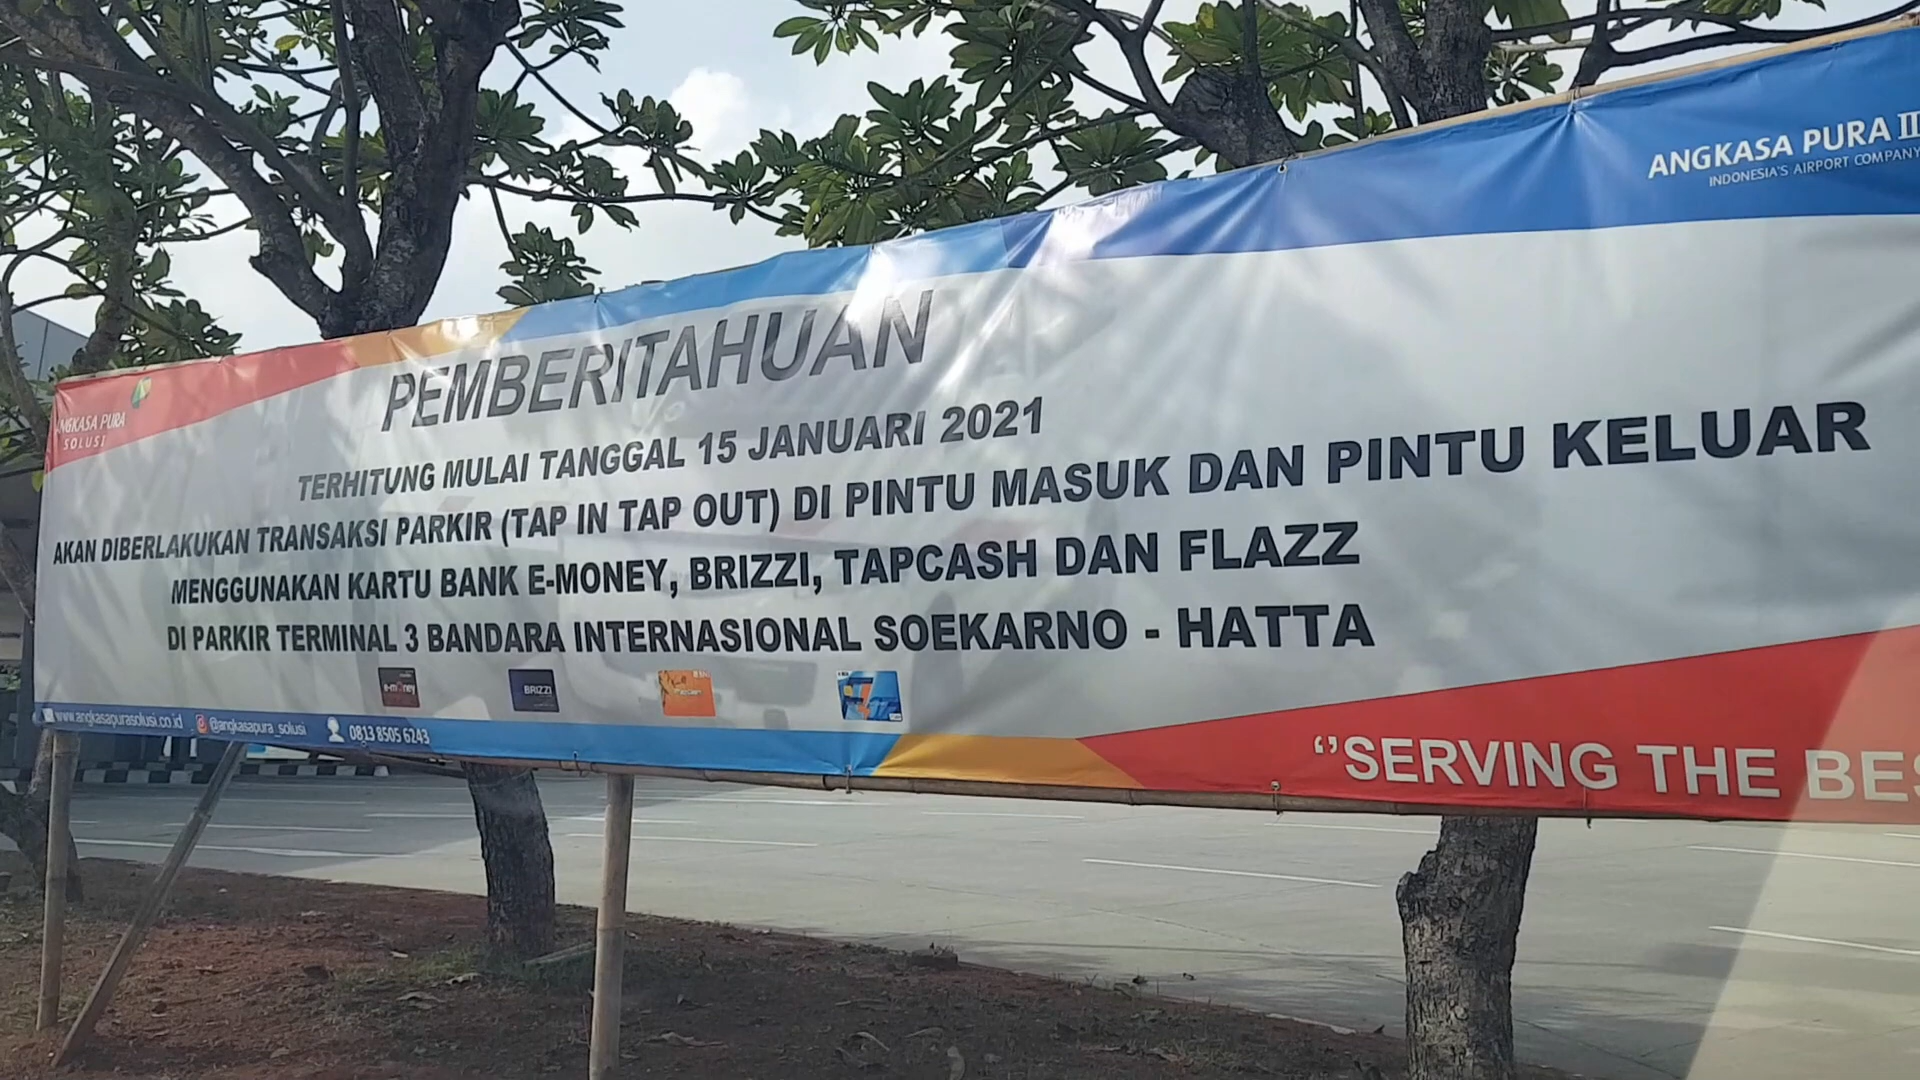 ANGKASA PURA II
INDONESIA'S AIRPORT COMPANY
ANGKASA PURA
SOLUSI
PEMBERITAHUAN
TERHITUNG MULAI TANGGAL 15 JANUARI 2021
AKAN DIBERLAKUKAN TRANSAKSI PARKIR (TAP IN TAP OUT) DI PINTU MASUK DAN PINTU KELUAR
MENGGUNAKAN KARTU BANK E-MONEY, BRIZZI, TAPCASH DAN FLAZZ
DI PARKIR TERMINAL 3 BANDARA INTERNASIONAL SOEKARNO - HATTA
e-money
BRIZZI
www.angkasapurasolusi.co.id @angkasapura_solusi 0813 8505 6243
‘’SERVING THE